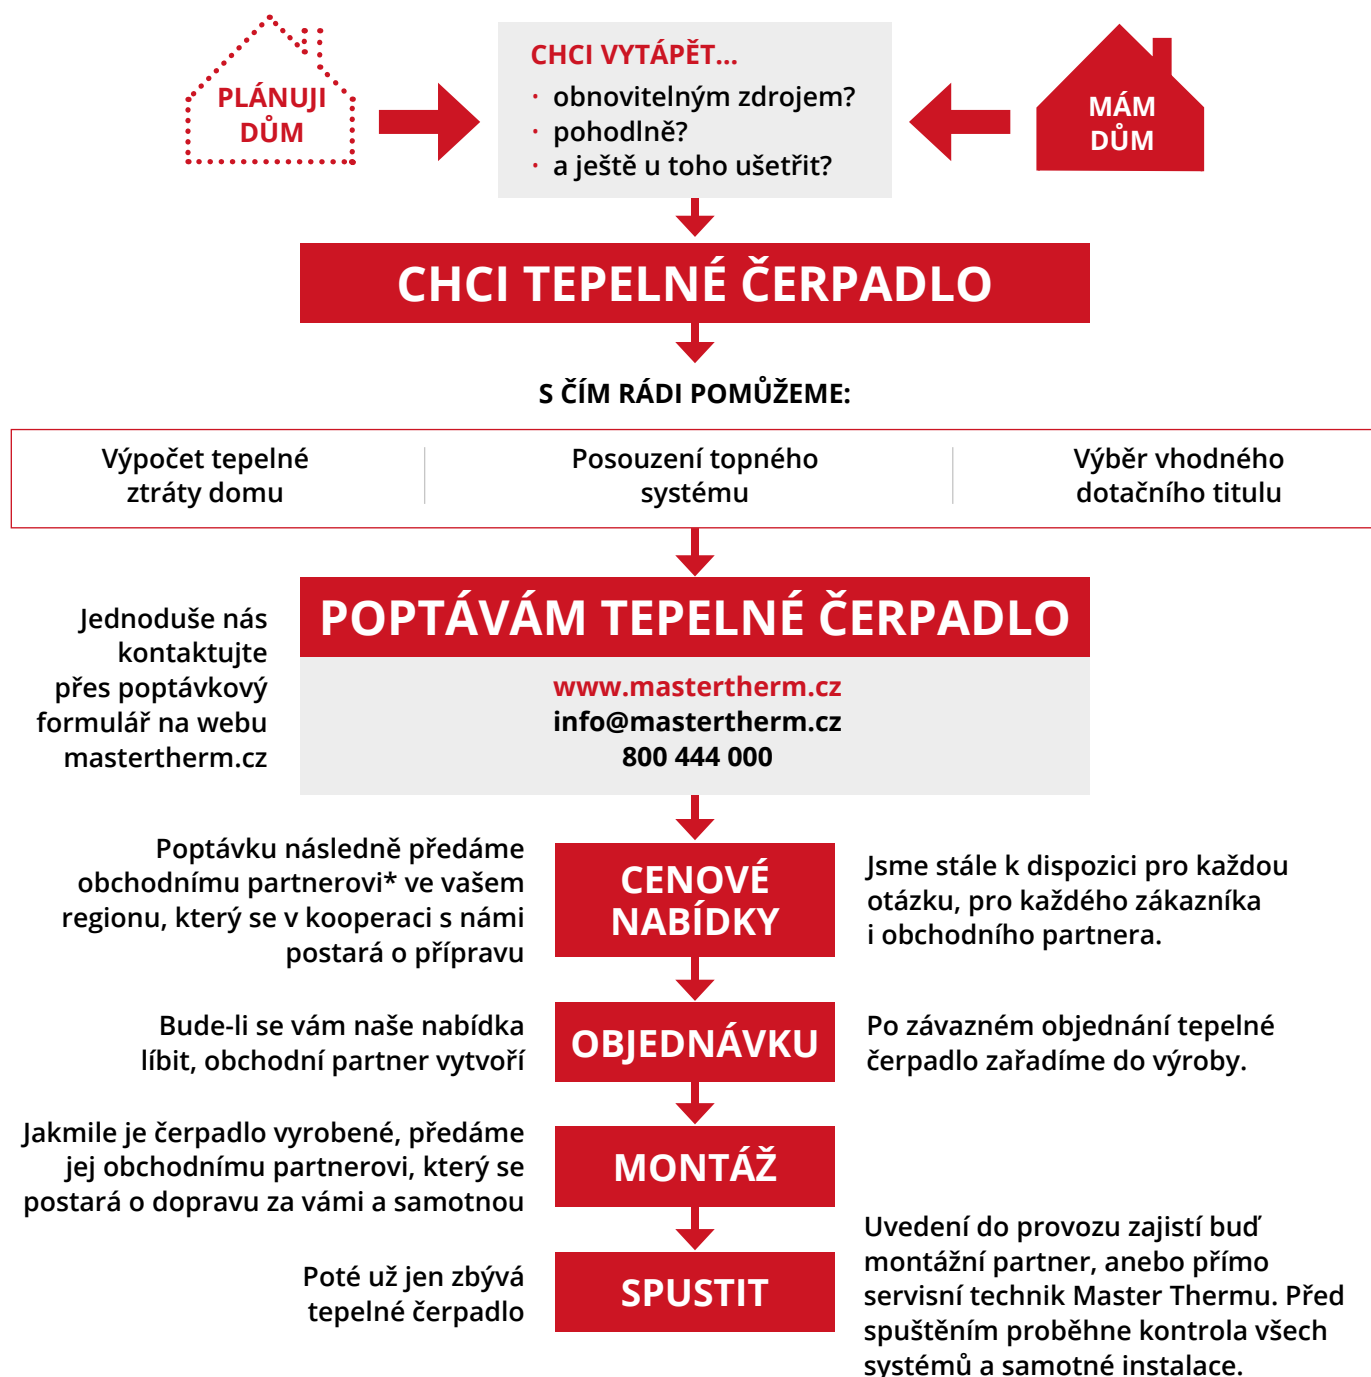 PLÁNUJI
DŮM
CHCI VYTÁPĚT...
· obnovitelným zdrojem?
· pohodlně?
· a ještě u toho ušetřit?
MÁM
DŮM
CHCI TEPELNÉ ČERPADLO
S ČÍM RÁDI POMŮŽEME:
Výpočet tepelné
ztráty domu
Posouzení topného
systému
Výběr vhodného
dotačního titulu
Jednoduše nás
kontaktujte
přes poptávkový
formulář na webu
mastertherm.cz
POPTÁVÁM TEPELNÉ ČERPADLO
www.mastertherm.cz
info@mastertherm.cz
800 444 000
Poptávku následně předáme
obchodnímu partnerovi* ve vašem
regionu, který se v kooperaci s námi
postará o přípravu
CENOVÉ
NABÍDKY
Jsme stále k dispozici pro každou
otázku, pro každého zákazníka
i obchodního partnera.
Bude-li se vám naše nabídka
líbit, obchodní partner vytvoří
OBJEDNÁVKU
Po závazném objednání tepelné
čerpadlo zařadíme do výroby.
Jakmile je čerpadlo vyrobené, předáme
jej obchodnímu partnerovi, který se
postará o dopravu za vámi a samotnou
MONTÁŽ
Poté už jen zbývá
tepelné čerpadlo
SPUSTIT
Uvedení do provozu zajistí buď
montážní partner, anebo přímo
servisní technik Master Thermu. Před
spuštěním proběhne kontrola všech
systémů a samotné instalace.